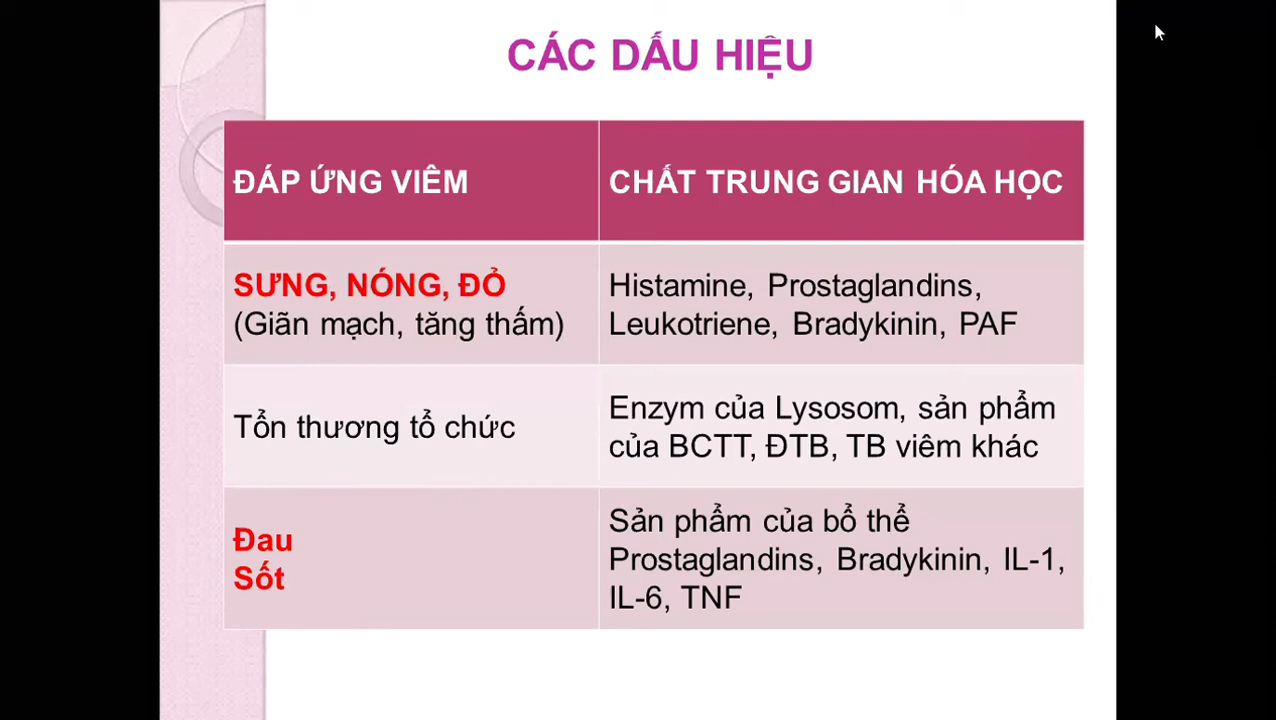 CÁC DẤU HIỆU
ĐÁP ỨNG VIÊM
CHẤT TRUNG GIAN HÓA HỌC
SƯNG, NÓNG, ĐỎ
(Giãn mạch, tăng thấm)
Histamine, Prostaglandins,
Leukotriene, Bradykinin, PAF
Tổn thương tổ chức
Enzym của Lysosom, sản phẩm
của BCTT, ĐTB, TB viêm khác
Đau
Sốt
Sản phẩm của bổ thể
Prostaglandins, Bradykinin, IL-1,
IL-6, TNF